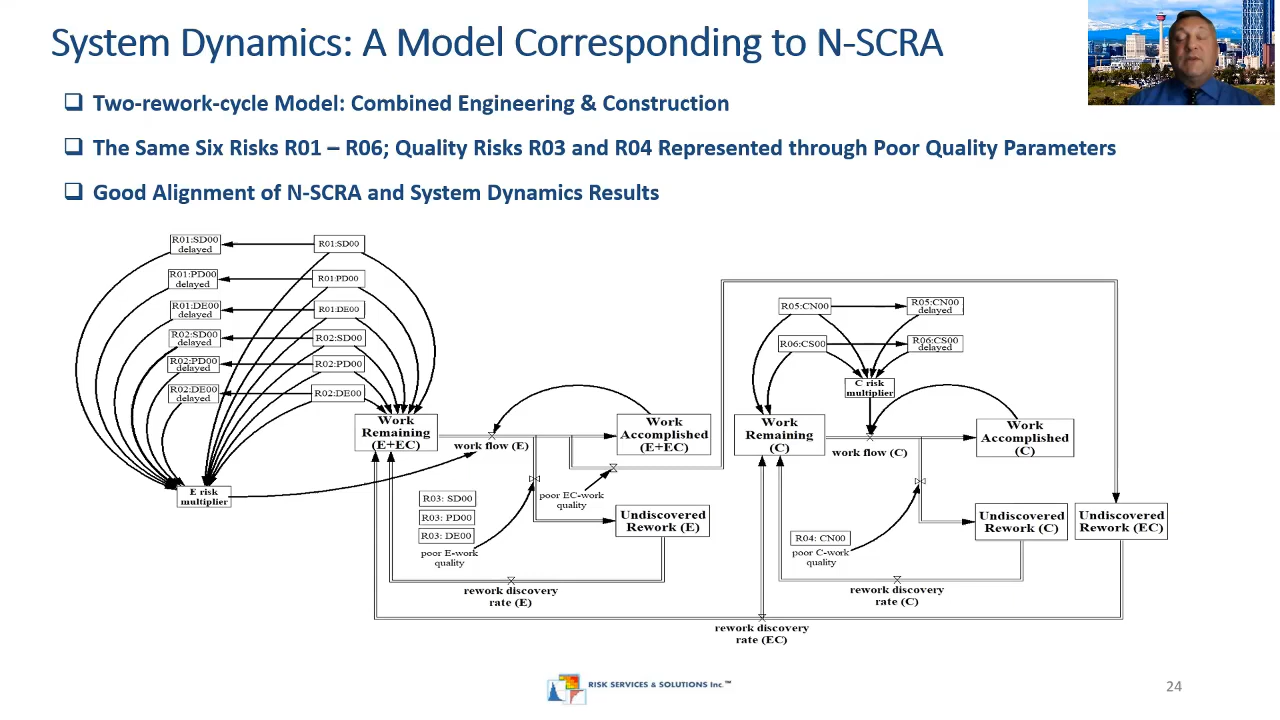 System Dynamics: A Model Corresponding to N-SCRA
Two-rework-cycle Model: Combined Engineering & Construction
The Same Six Risks R01 – R06; Quality Risks R03 and R04 Represented through Poor Quality Parameters
Good Alignment of N-SCRA and System Dynamics Results
R01:SD00
delayed
R01:SD00
R01:PD00
delayed
R01:PD00
R01:DE00
delayed
R01:DE00
R02:SD00
delayed
R02:SD00
R02:PD00
delayed
R02:PD00
R02:DE00
delayed
R02:DE00
E risk
multiplier
Work
Remaining
(E+EC)
work flow (E)
Work
Accomplished
(E+EC)
R03: SD00
R03: PD00
R03: DE00
poor E-work
quality
poor EC-work
quality
Undiscovered
Rework (E)
rework discovery
rate (E)
R05:CN00
R05:CN00
delayed
R06:CS00
R06:CS00
delayed
C risk
multiplier
Work
Remaining
(C)
work flow (C)
Work
Accomplished
(C)
R04: CN00
poor C-work
quality
Undiscovered
Rework (C)
Undiscovered
Rework (EC)
rework discovery
rate (C)
rework discovery
rate (EC)
RISK SERVICES & SOLUTIONS Inc.™
24